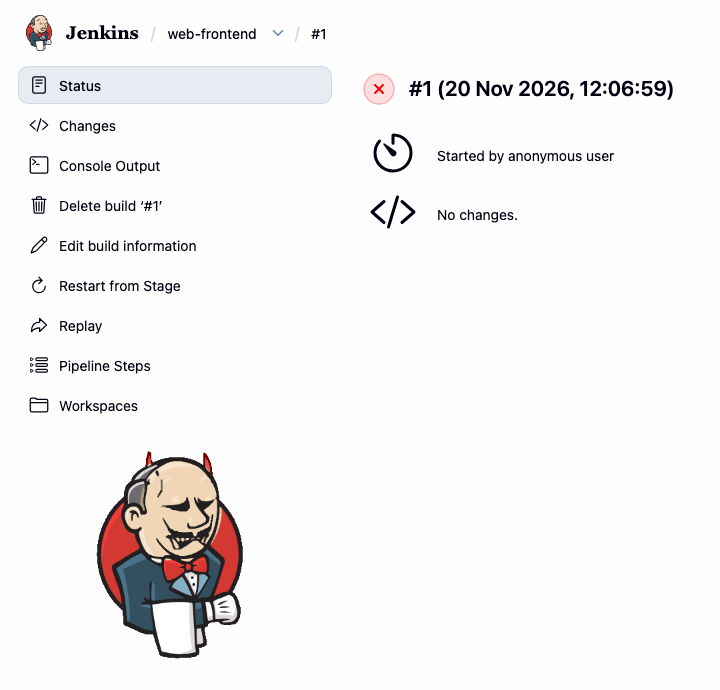 Jenkins / web-frontend / #1
Status
Changes
Console Output
Delete build ‘#1’
Edit build information
Restart from Stage
Replay
Pipeline Steps
Workspaces
#1 (20 Nov 2026, 12:06:59)
Started by anonymous user
No changes.